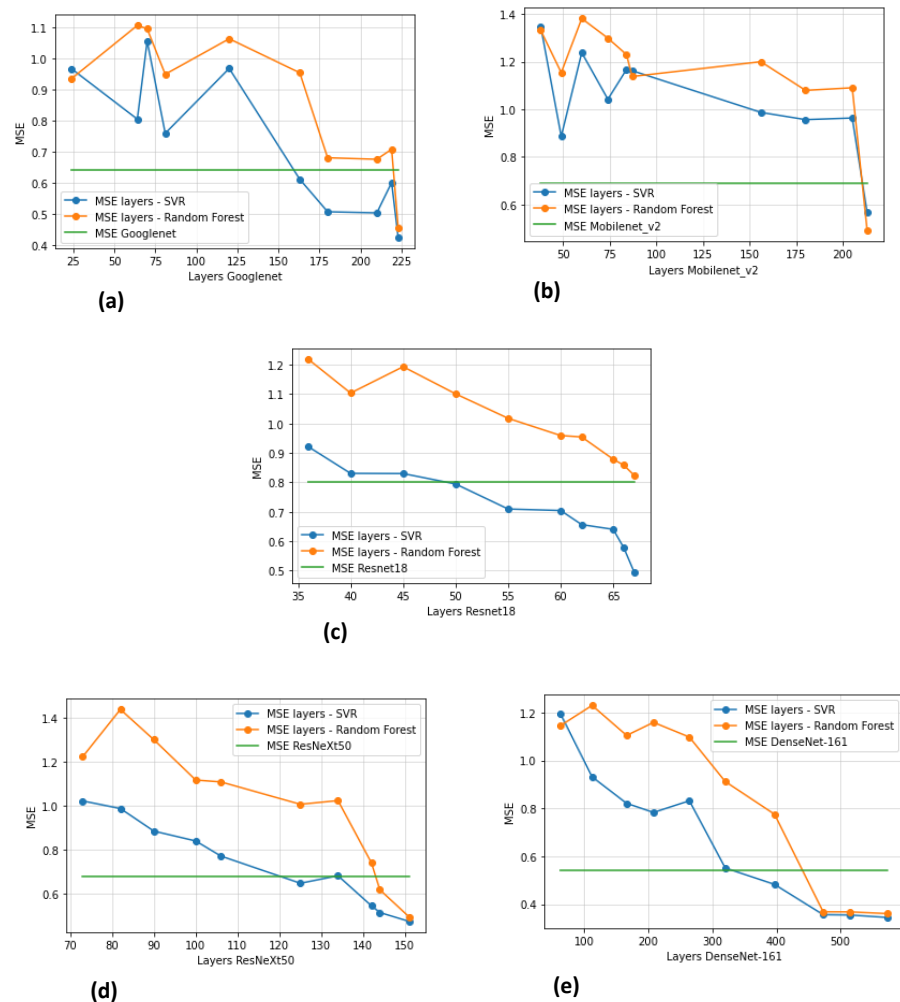 1.1
1.0
0.9
0.8
0.7
0.6
0.5
0.4
MSE
MSE layers - SVR
MSE layers - Random Forest
MSE Googlenet
25 50 75 100 125 150 175 200 225
Layers Googlenet
(a)
1.4
1.2
1.0
0.8
0.6
MSE
MSE layers - SVR
MSE layers - Random Forest
MSE Mobilenet_v2
50 75 100 125 150 175 200
Layers Mobilenet_v2
(b)
1.2
1.1
1.0
0.9
0.8
0.7
0.6
0.5
MSE
MSE layers - SVR
MSE layers - Random Forest
MSE Resnet18
35 40 45 50 55 60 65
Layers Resnet18
(c)
1.4
1.2
1.0
0.8
0.6
MSE
MSE layers - SVR
MSE layers - Random Forest
MSE ResNeXt50
70 80 90 100 110 120 130 140 150
Layers ResNeXt50
(d)
1.2
1.0
0.8
0.6
0.4
MSE
MSE layers - SVR
MSE layers - Random Forest
MSE DenseNet-161
100 200 300 400 500
Layers DenseNet-161
(e)